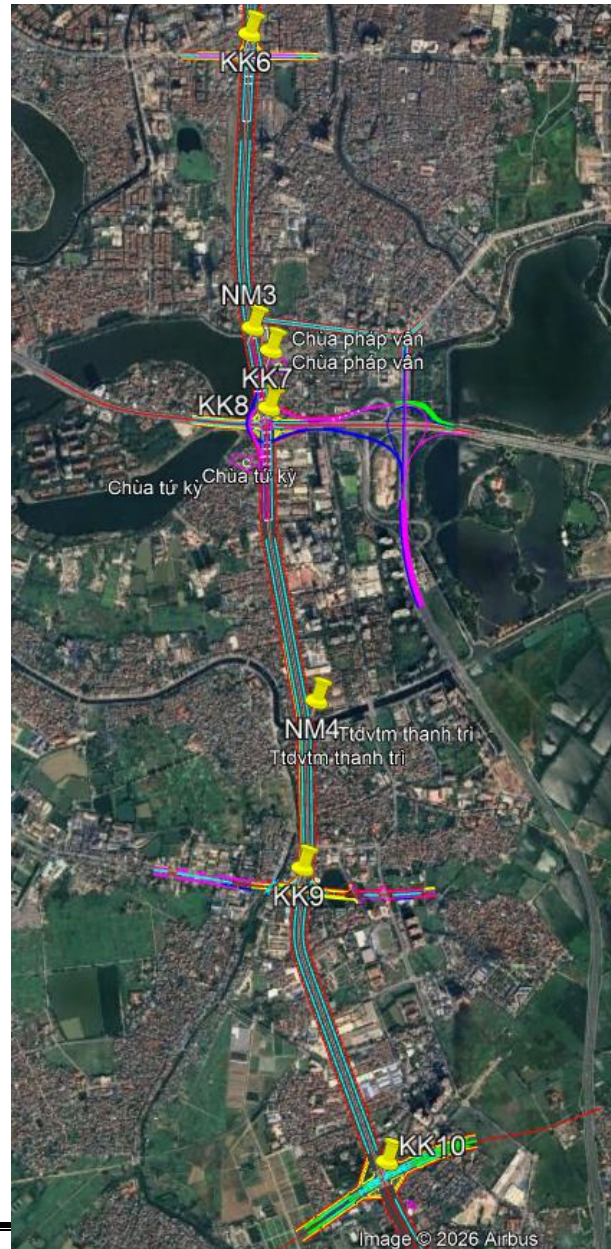 KK6
NM3
Chùa pháp vân
Chùa pháp vân
KK7
KK8
Chùa tứ kỳ
Chùa tứ kỳ
NM4
Ttdvtm thanh trì
Ttdvtm thanh trì
KK9
KK10
Image © 2026 Airbus